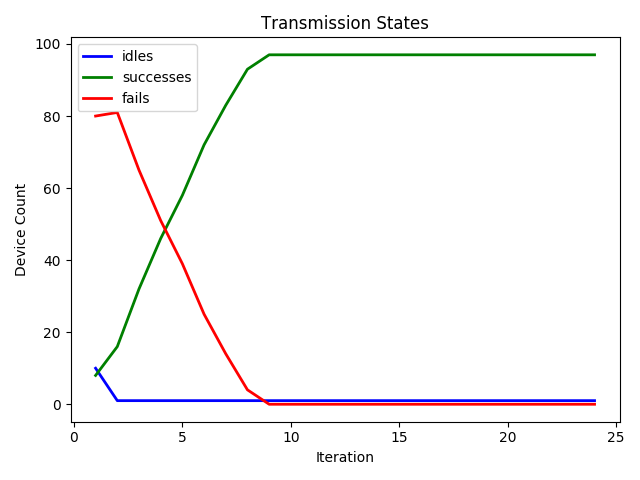 Transmission States
100
80
60
40
20
0
Device Count
idles
successes
fails
0 5 10 15 20 25
Iteration